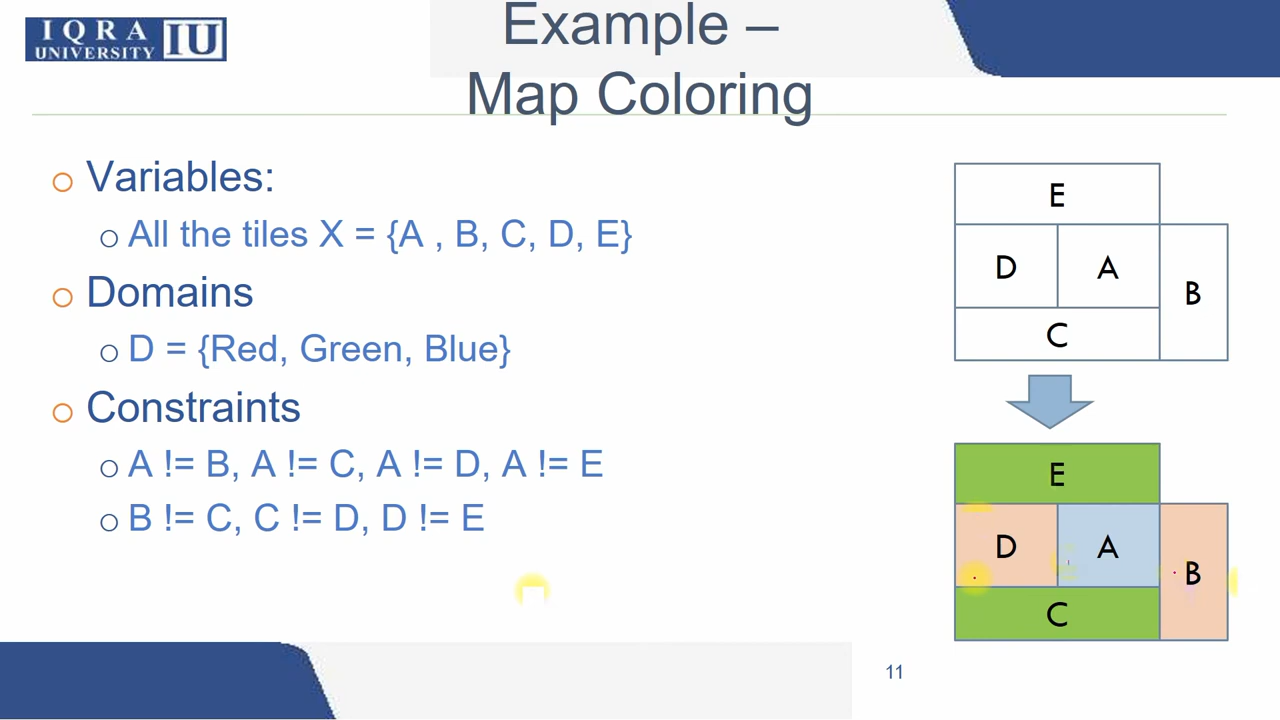 IQRA
UNIVERSITY IU
Example –
Map Coloring
Variables:
All the tiles X = {A , B, C, D, E}
Domains
D = {Red, Green, Blue}
Constraints
A != B, A != C, A != D, A != E
B != C, C != D, D != E
E
D A B
C
E
D A B
C
11